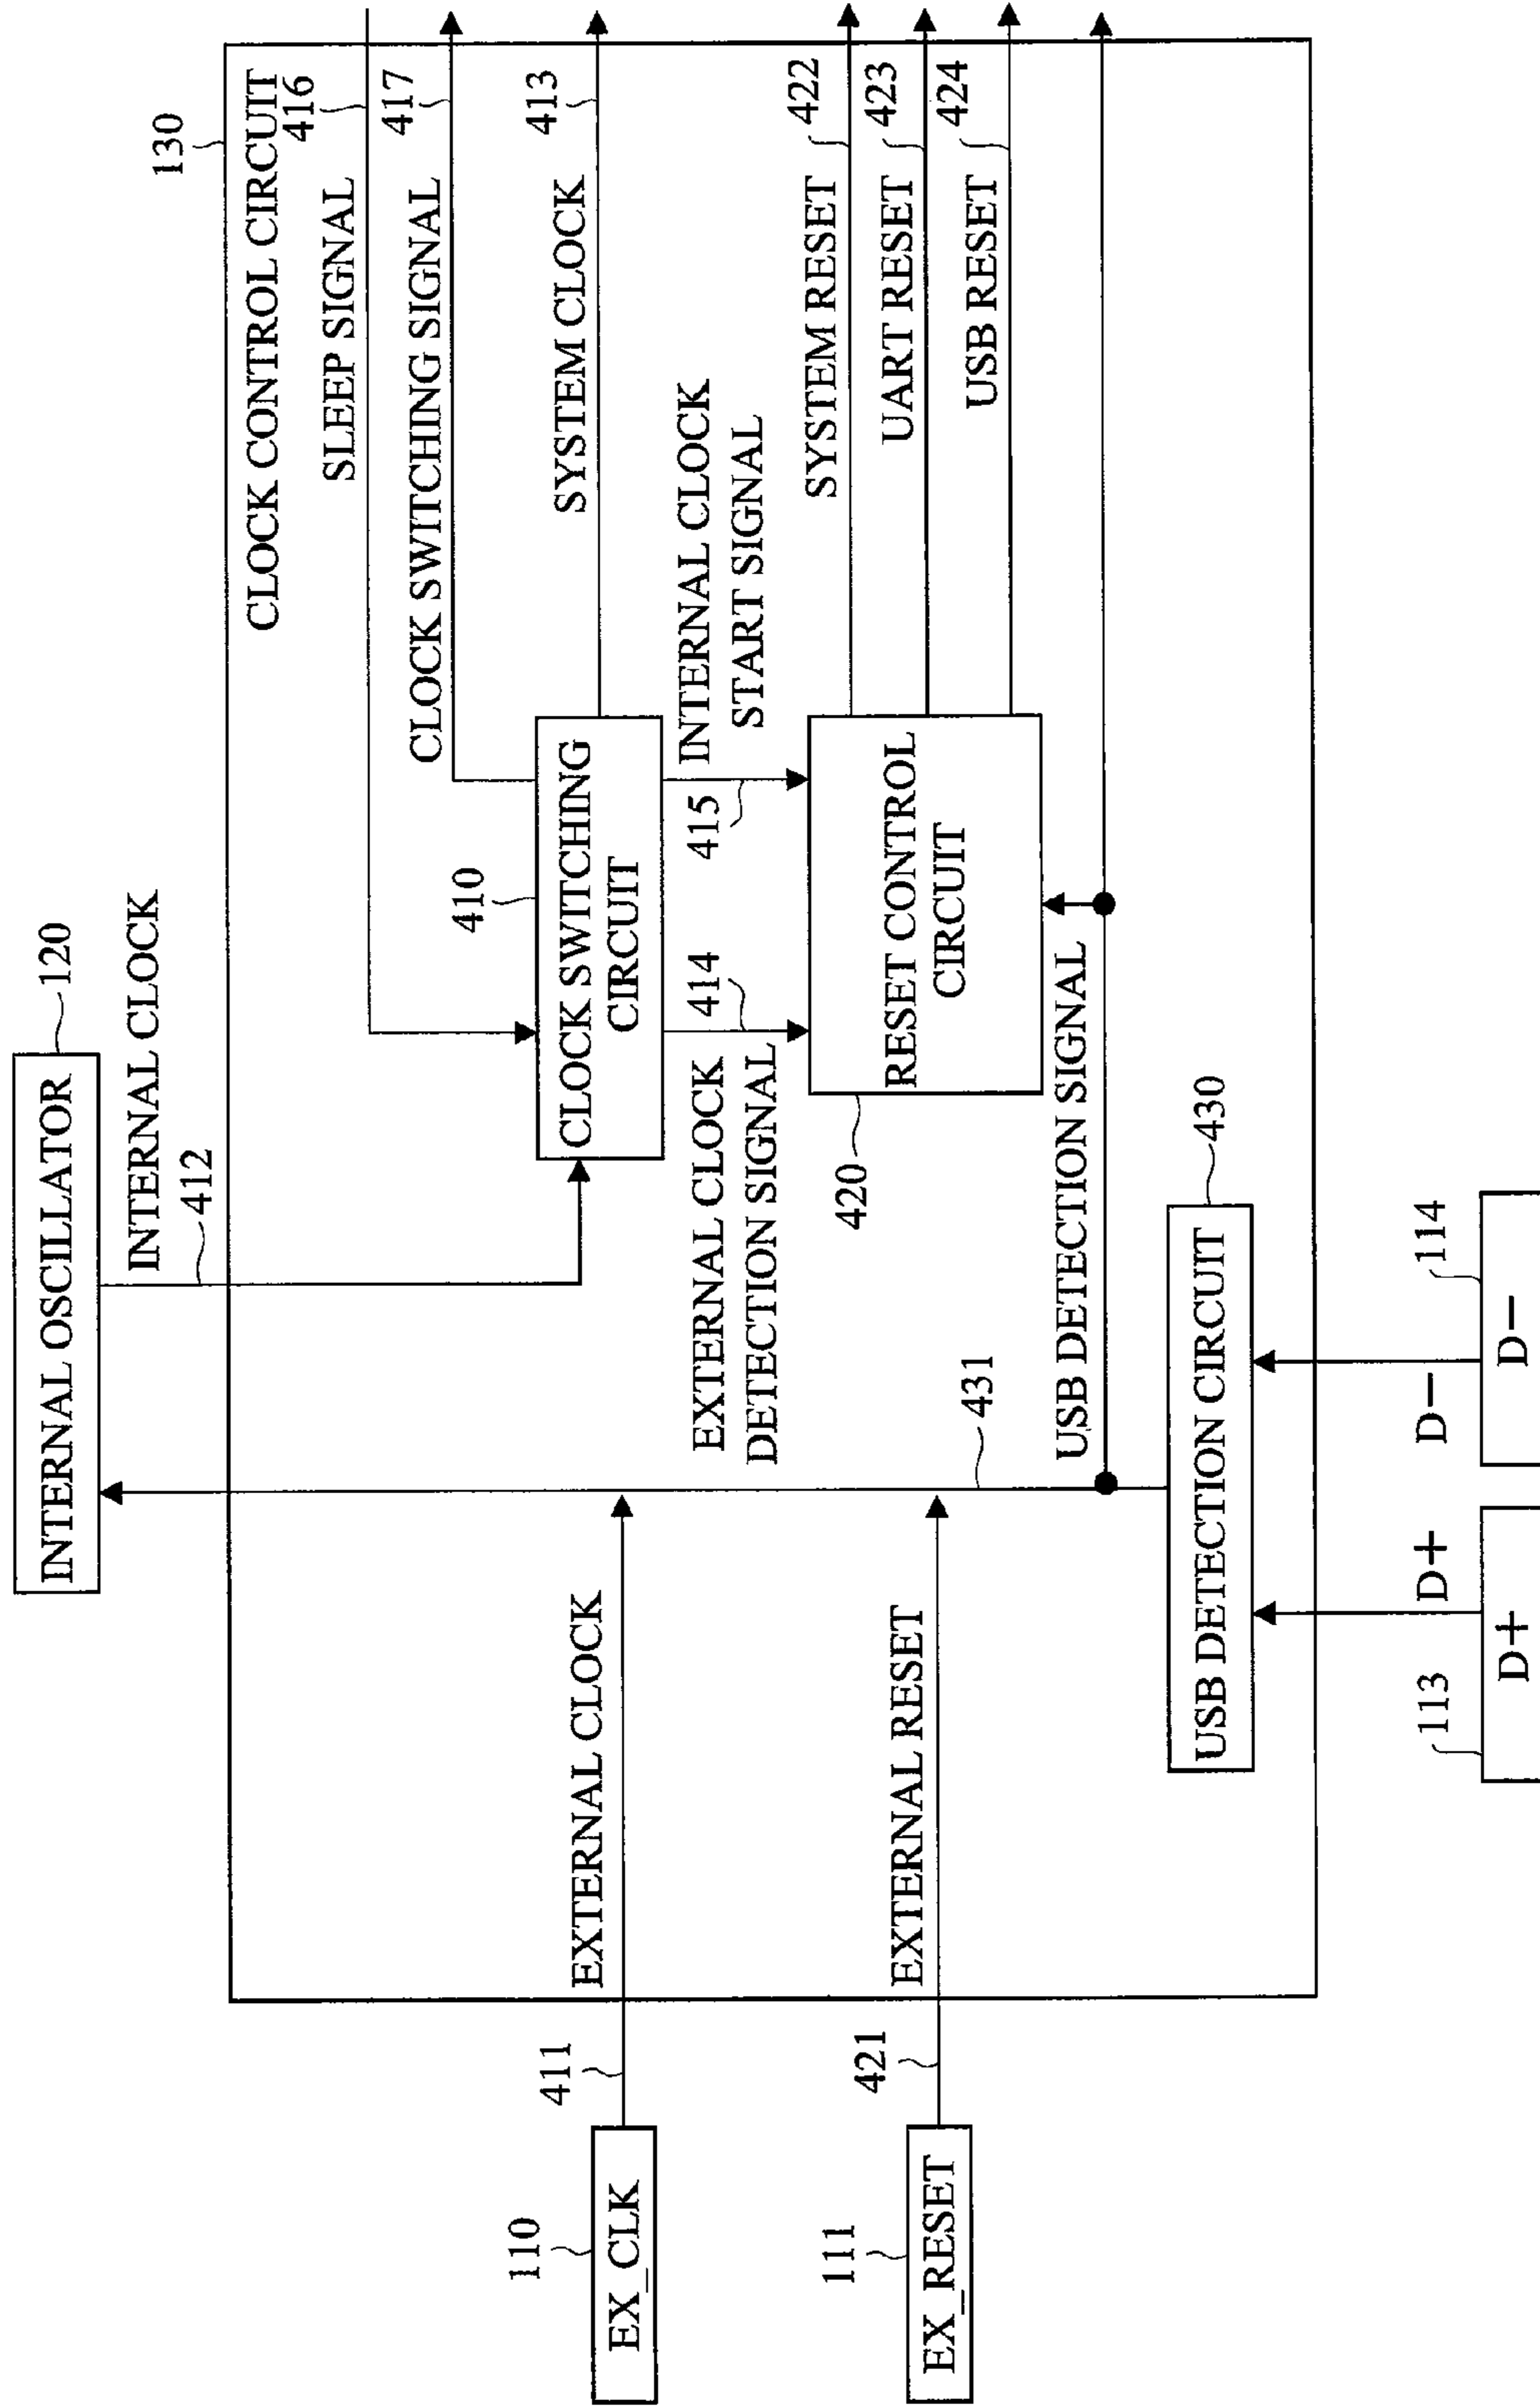 120
INTERNAL OSCILLATOR
INTERNAL CLOCK
412
130
CLOCK CONTROL CIRCUIT
416
SLEEP SIGNAL
417
CLOCK SWITCHING SIGNAL
413
SYSTEM CLOCK
410
CLOCK SWITCHING
CIRCUIT
110
EX_CLK
411
EXTERNAL CLOCK
EXTERNAL CLOCK
DETECTION SIGNAL
414
415
INTERNAL CLOCK
START SIGNAL
420
RESET CONTROL
CIRCUIT
422
SYSTEM RESET
423
UART RESET
424
USB RESET
111
EX_RESET
421
EXTERNAL RESET
431
USB DETECTION SIGNAL
430
USB DETECTION CIRCUIT
D+
D−
113
D+
114
D−